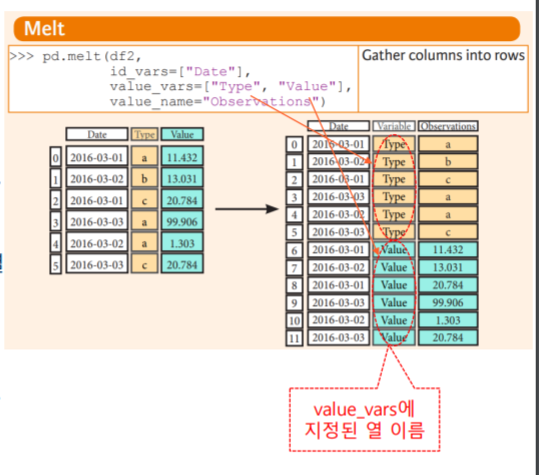 Melt
>>> pd.melt(df2,
id_vars=["Date"],
value_vars=["Type", "Value"],
value_name="Observations")
Gather columns into rows
Date Type Value
0 2016-03-01 a 11.432
1 2016-03-02 b 13.031
2 2016-03-01 c 20.784
3 2016-03-03 a 99.906
4 2016-03-02 a 1.303
5 2016-03-03 c 20.784
Date Variable Observations
0 2016-03-01 Type a
1 2016-03-02 Type b
2 2016-03-01 Type c
3 2016-03-03 Type a
4 2016-03-02 Type a
5 2016-03-03 Type c
6 2016-03-01 Value 11.432
7 2016-03-02 Value 13.031
8 2016-03-01 Value 20.784
9 2016-03-03 Value 99.906
10 2016-03-02 Value 1.303
11 2016-03-03 Value 20.784
value_vars에
지정된 열 이름